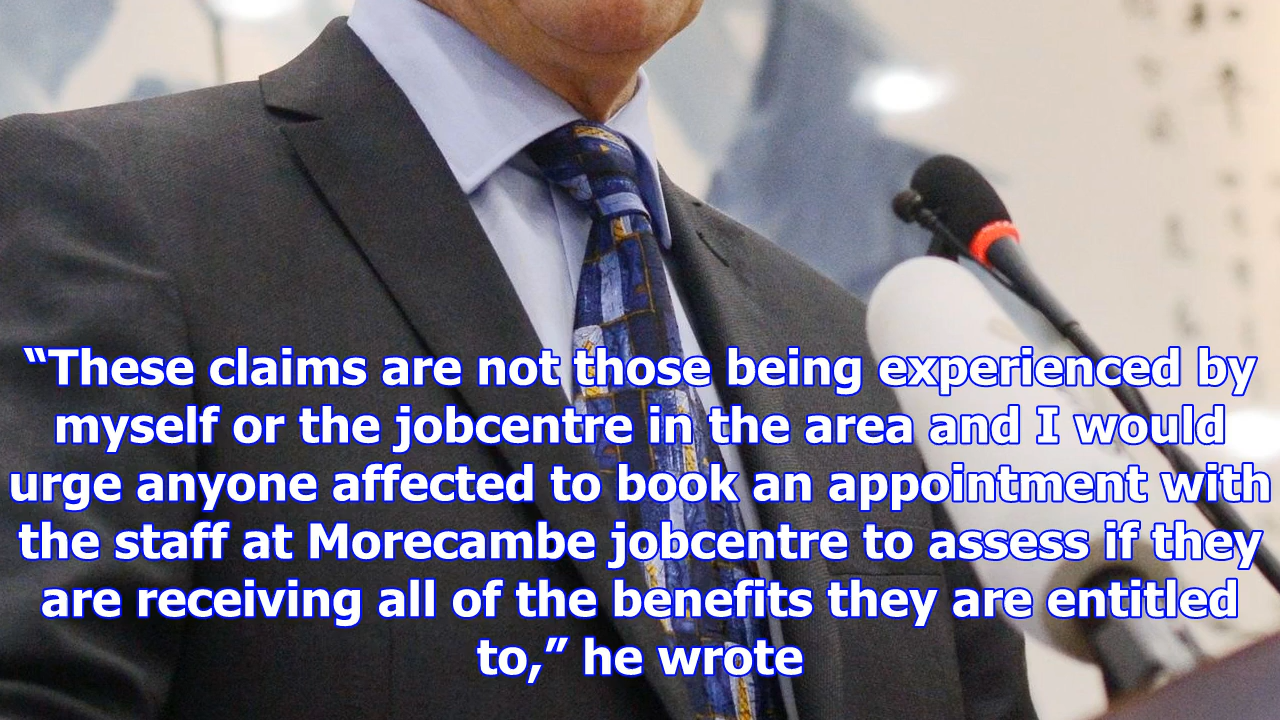 “These claims are not those being experienced by
myself or the jobcentre in the area and I would
urge anyone affected to book an appointment with
the staff at Morecambe jobcentre to assess if they
are receiving all of the benefits they are entitled
to,” he wrote